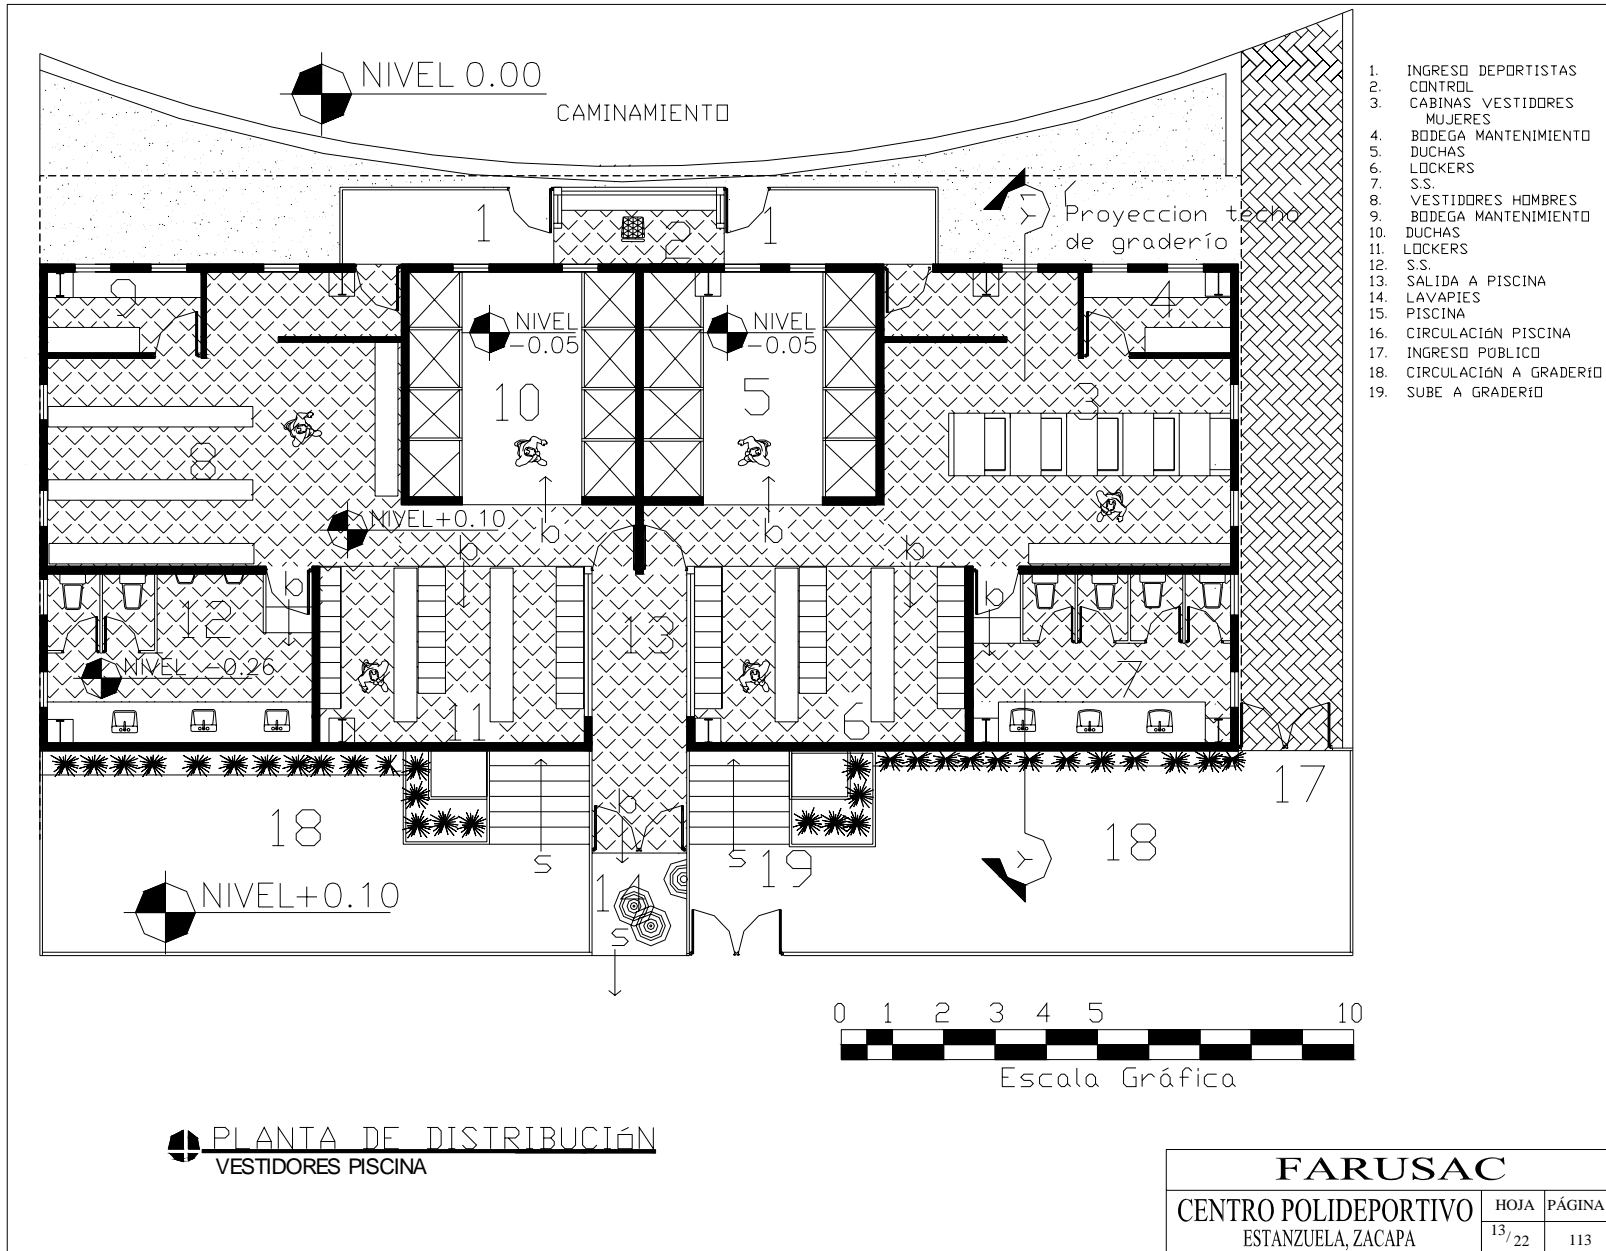 NIVEL 0.00
CAMINAMIENTO
1. INGRESO DEPORTISTAS
2. CONTROL
3. CABINAS VESTIDORES
MUJERES
4. BODEGA MANTENIMIENTO
5. DUCHAS
6. LOCKERS
7. S.S.
8. VESTIDORES HOMBRES
9. BODEGA MANTENIMIENTO
10. DUCHAS
11. LOCKERS
12. S.S.
13. SALIDA A PISCINA
14. LAVAPIES
15. PISCINA
16. CIRCULACIóN PISCINA
17. INGRESO PúBLICO
18. CIRCULACIóN A GRADERíO
19. SUBE A GRADERíO
1
2
1
Y
Proyeccion techo
de graderío
9
4
NIVEL
-0.05
NIVEL
-0.05
10
5
3
8
NIVEL+0.10
b
b
b
b
b
b
12
13
7
NIVEL -0.26
11
6
17
18
b
18
s
s
19
Y
14
NIVEL+0.10
s
0 1 2 3 4 5 10
Escala Gráfica
PLANTA DE DISTRIBUCIóN
VESTIDORES PISCINA
FARUSAC
CENTRO POLIDEPORTIVO
ESTANZUELA, ZACAPA
HOJA PÁGINA
13/22 113